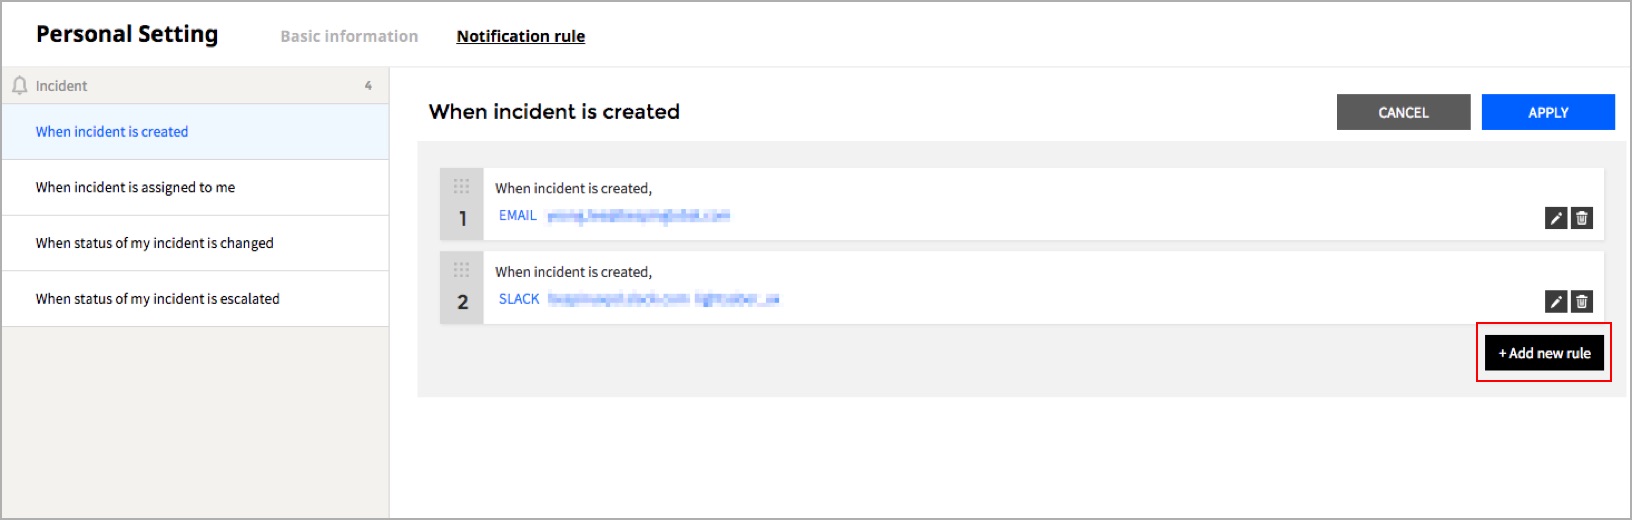 Personal Setting
Basic information
Notification rule
Incident
4
When incident is created
When incident is assigned to me
When status of my incident is changed
When status of my incident is escalated
When incident is created
CANCEL
APPLY
When incident is created,
1
EMAIL
When incident is created,
2
SLACK
+ Add new rule